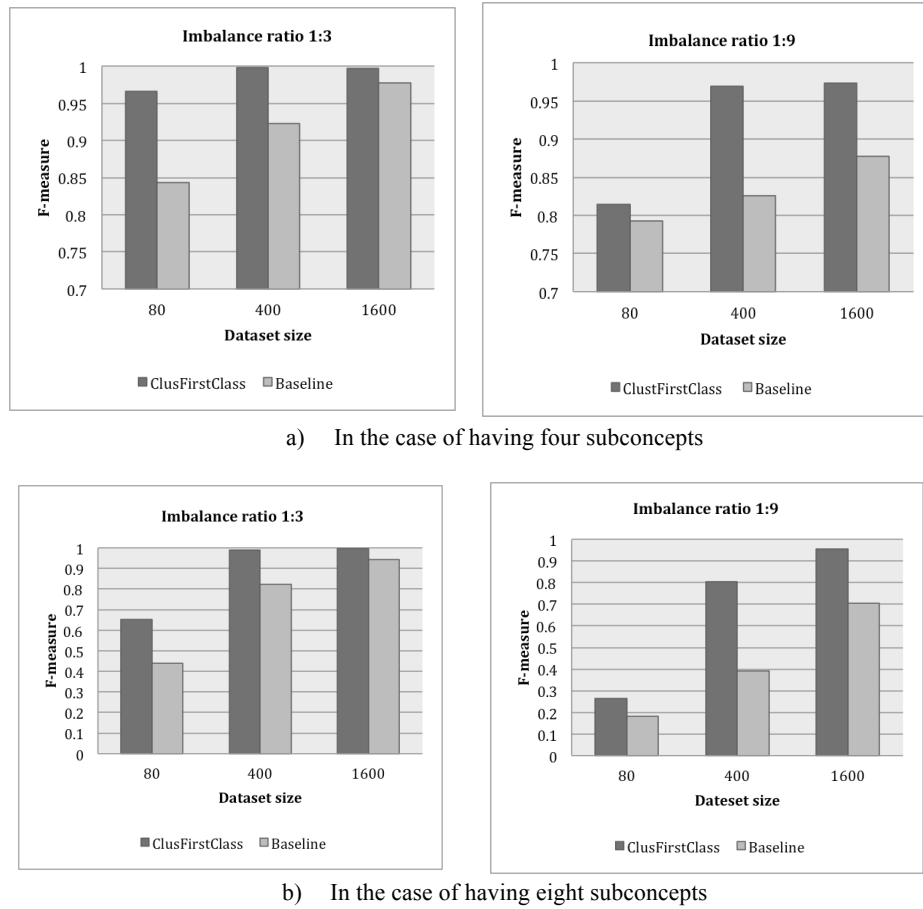 Imbalance ratio 1:3
1
0.95
0.9
0.85
0.8
0.75
0.7
F-measure
80 400 1600
Dataset size
ClusFirstClass Baseline
Imbalance ratio 1:9
1
0.95
0.9
0.85
0.8
0.75
0.7
F-measure
80 400 1600
Dataset size
ClustFirstClass Baseline
a) In the case of having four subconcepts
Imbalance ratio 1:3
1
0.9
0.8
0.7
0.6
0.5
0.4
0.3
0.2
0.1
0
F-measure
80 400 1600
Dataset size
ClusFirstClass Baseline
Imbalance ratio 1:9
1
0.9
0.8
0.7
0.6
0.5
0.4
0.3
0.2
0.1
0
F-measure
80 400 1600
Dateset size
ClusFirstClass Baseline
b) In the case of having eight subconcepts